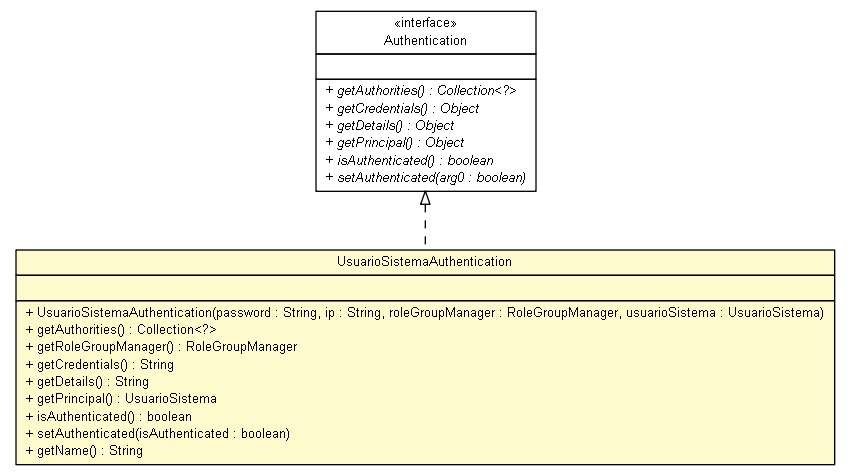 «interface»
Authentication
+ getAuthorities() : Collection<?>
+ getCredentials() : Object
+ getDetails() : Object
+ getPrincipal() : Object
+ isAuthenticated() : boolean
+ setAuthenticated(arg0 : boolean)
UsuarioSistemaAuthentication
+ UsuarioSistemaAuthentication(password : String, ip : String, roleGroupManager : RoleGroupManager, usuarioSistema : UsuarioSistema)
+ getAuthorities() : Collection<?>
+ getRoleGroupManager() : RoleGroupManager
+ getCredentials() : String
+ getDetails() : String
+ getPrincipal() : UsuarioSistema
+ isAuthenticated() : boolean
+ setAuthenticated(isAuthenticated : boolean)
+ getName() : String